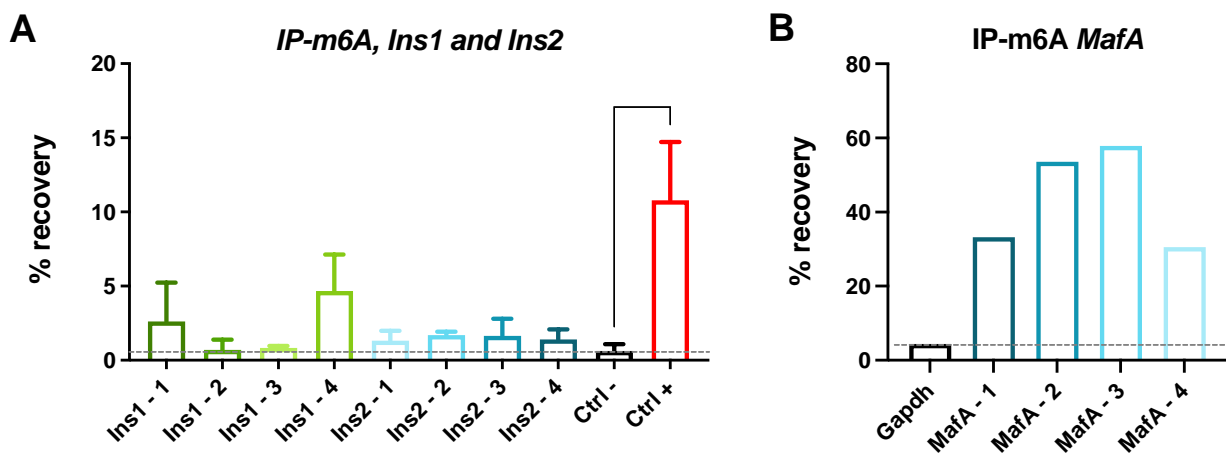 A
IP-m6A, Ins1 and Ins2
% recovery
20
15
10
5
0
Ins1 - 1
Ins1 - 2
Ins1 - 3
Ins1 - 4
Ins2 - 1
Ins2 - 2
Ins2 - 3
Ins2 - 4
Ctrl -
Ctrl +
B
IP-m6A MafA
% recovery
80
60
40
20
0
Gapdh
MafA - 1
MafA - 2
MafA - 3
MafA - 4